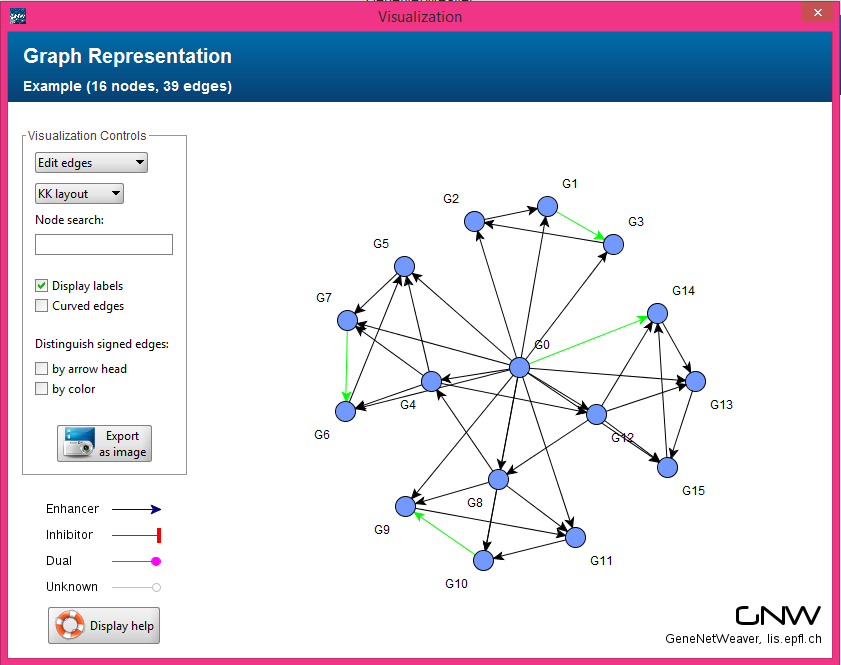 Visualization
Graph Representation
Example (16 nodes, 39 edges)
Visualization Controls
Edit edges
KK layout
Node search:
Display labels
Curved edges
Distinguish signed edges:
by arrow head
by color
Export
as image
Enhancer
Inhibitor
Dual
Unknown
Display help
G1
G2
G3
G5
G7
G14
G0
G4
G13
G6
G12
G15
G8
G9
G11
G10
GNW
GeneNetWeaver, lis.epfl.ch